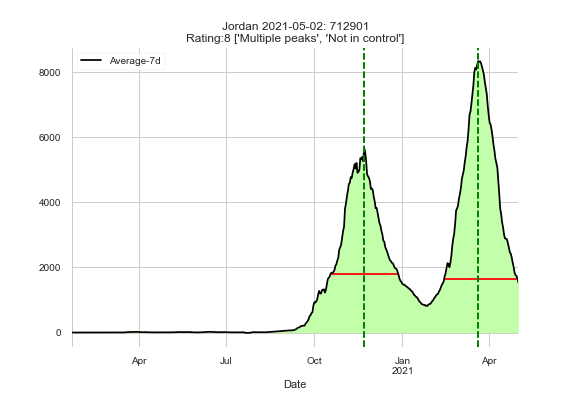 Jordan 2021-05-02: 712901
Rating:8 ['Multiple peaks', 'Not in control']
Average-7d
8000
6000
4000
2000
0
Apr
Jul
Oct
Jan
2021
Apr
Date